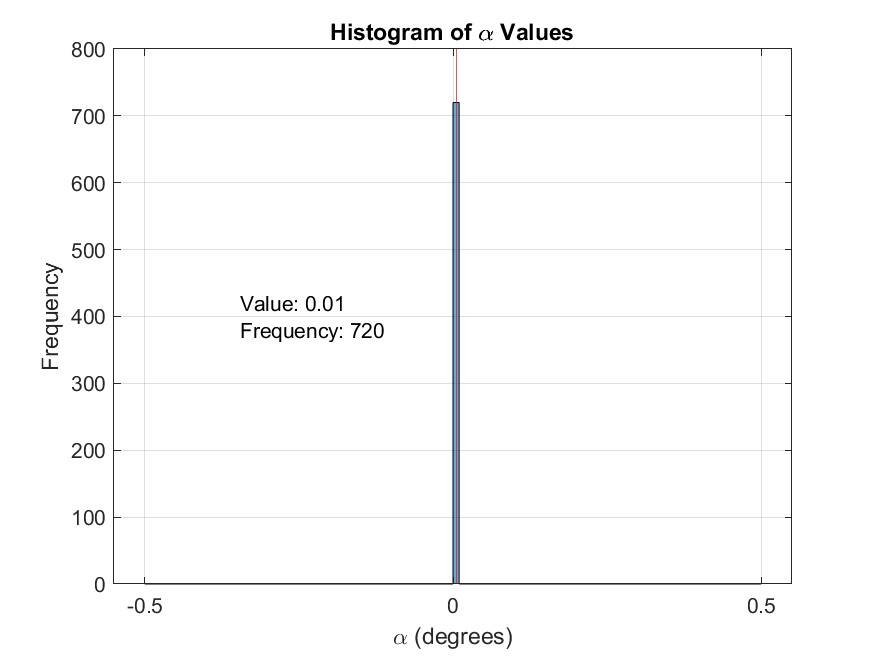 Histogram of α Values
800
700
600
500
400
300
200
100
0
Frequency
Value: 0.01
Frequency: 720
-0.5
0
0.5
α (degrees)